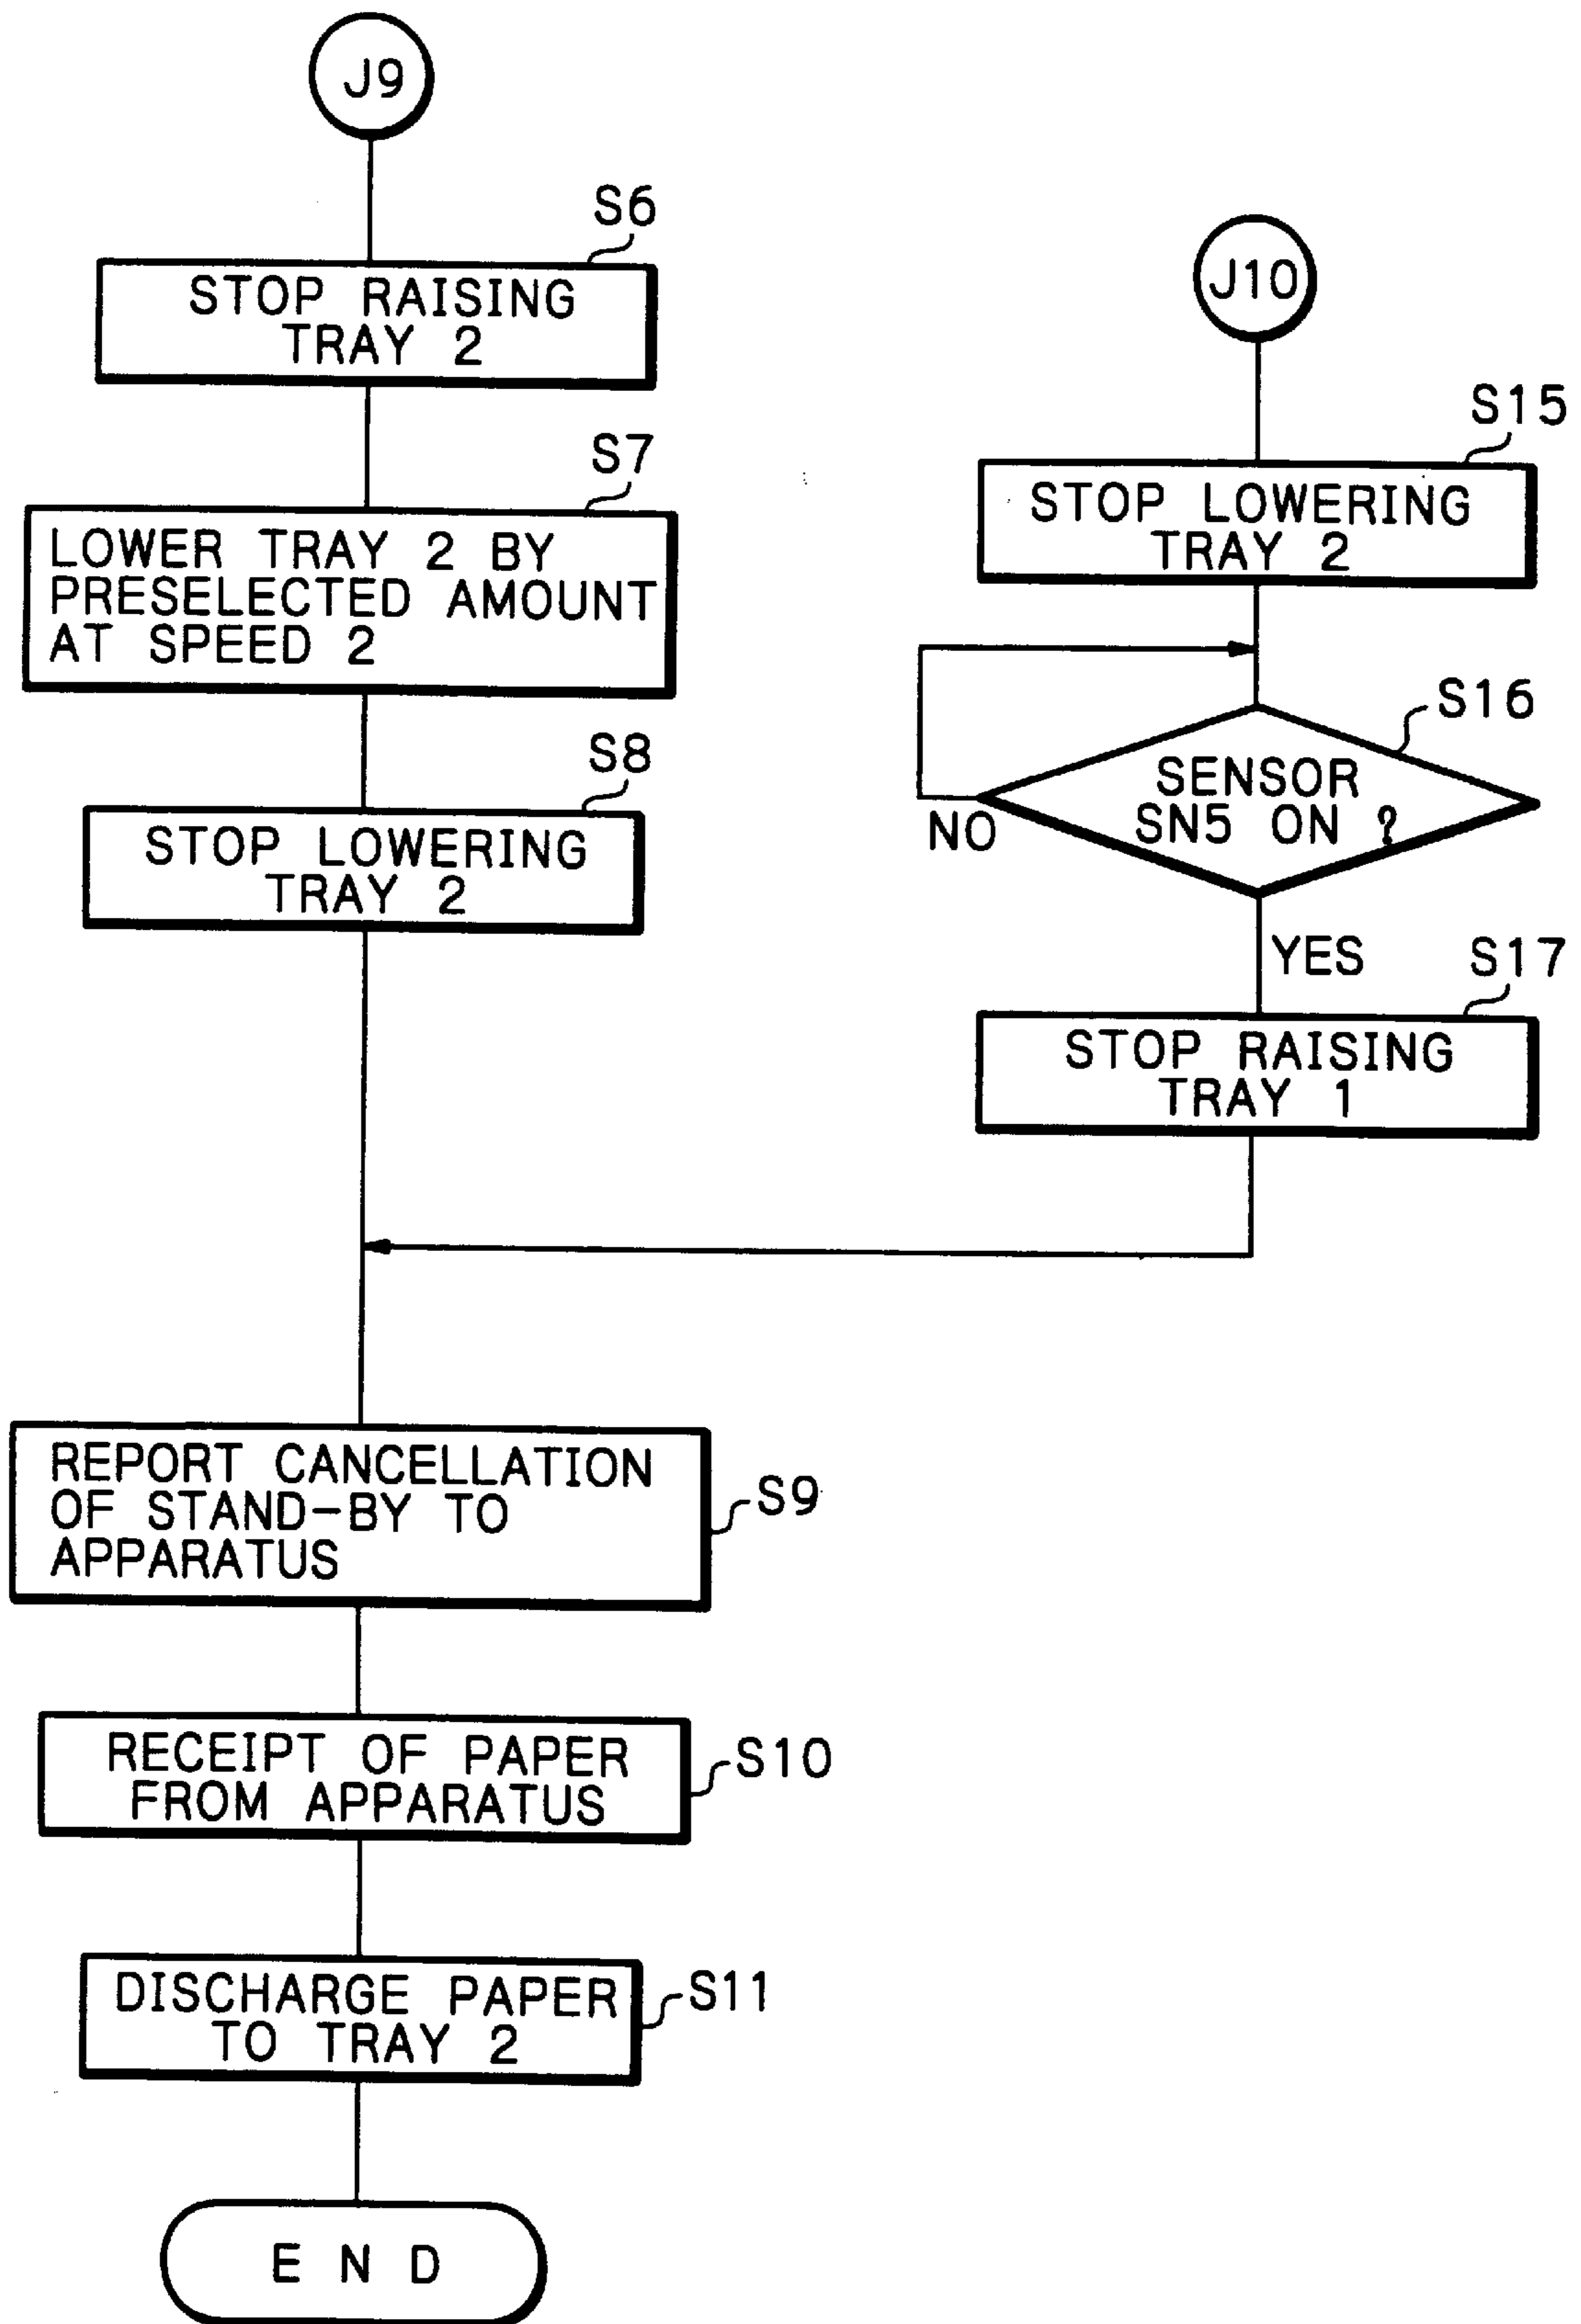 J9
S6
STOP RAISING
TRAY 2
S7
LOWER TRAY 2 BY
PRESELECTED AMOUNT
AT SPEED 2
S8
STOP LOWERING
TRAY 2
J10
S15
STOP LOWERING
TRAY 2
S16
SENSOR
SN5 ON ?
NO
YES
S17
STOP RAISING
TRAY 1
REPORT CANCELLATION
OF STAND-BY TO
APPARATUS
S9
RECEIPT OF PAPER
FROM APPARATUS
S10
DISCHARGE PAPER
TO TRAY 2
S11
END